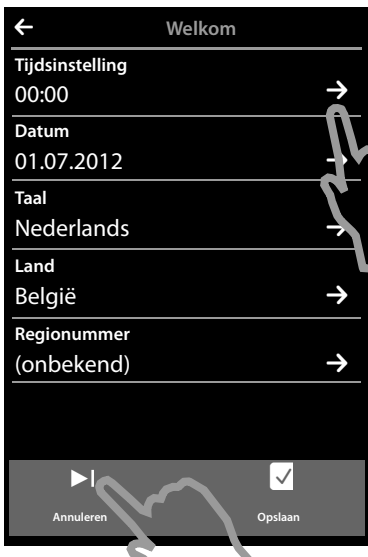 Welkom
Tijdsinstelling
00:00
Datum
01.07.2012
Taal
Nederlands
Land
België
Regionummer
(onbekend)
Annuleren
Opslaan